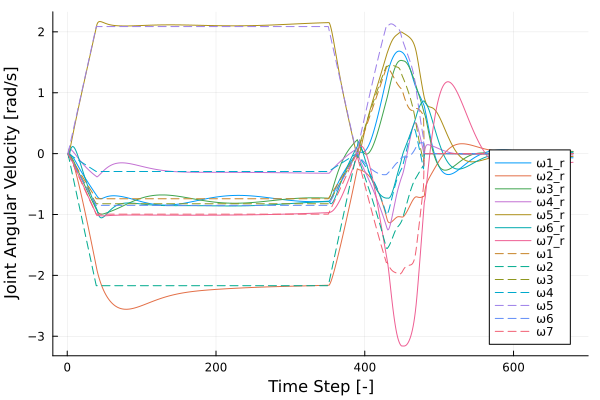 Joint Angular Velocity [rad/s]
2
1
0
−1
−2
−3
0
200
400
600
Time Step [-]
ω1_r
ω2_r
ω3_r
ω4_r
ω5_r
ω6_r
ω7_r
ω1
ω2
ω3
ω4
ω5
ω6
ω7